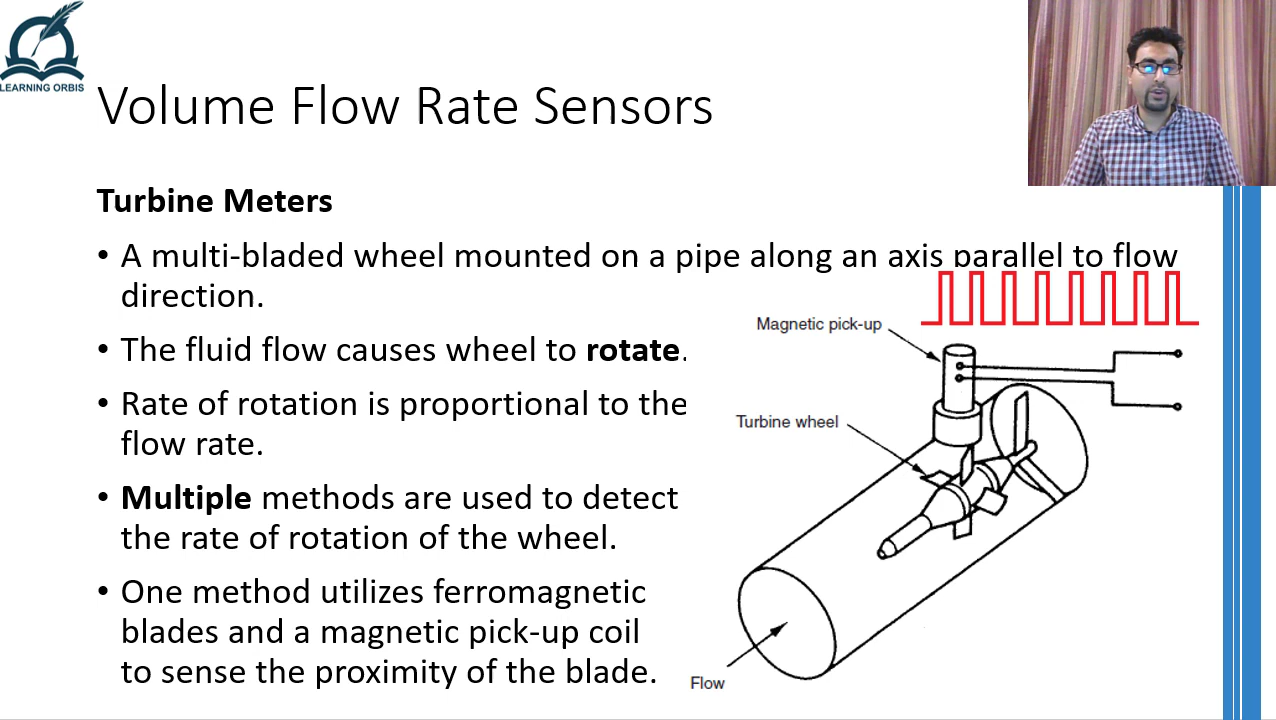 LEARNING ORBIS
Volume Flow Rate Sensors
Turbine Meters
• A multi-bladed wheel mounted on a pipe along an axis parallel to flow
direction.
• The fluid flow causes wheel to rotate.
• Rate of rotation is proportional to the
flow rate.
• Multiple methods are used to detect
the rate of rotation of the wheel.
• One method utilizes ferromagnetic
blades and a magnetic pick-up coil
to sense the proximity of the blade.
Magnetic pick-up
Turbine wheel
Flow